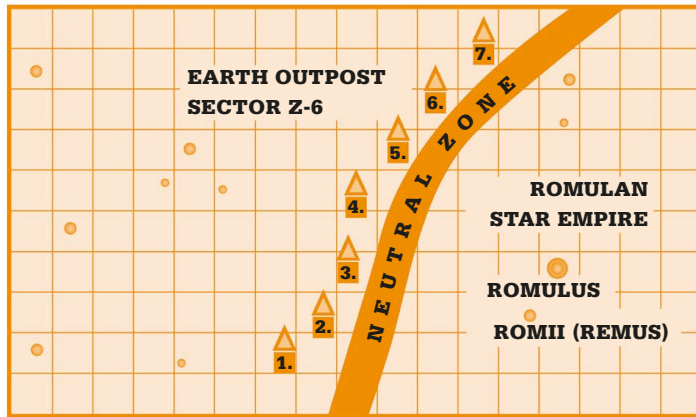 EARTH OUTPOST
SECTOR Z-6
7.
6.
5.
4.
3.
2.
1.
NEUTRAL ZONE
ROMULAN
STAR EMPIRE
ROMULUS
ROMII (REMUS)